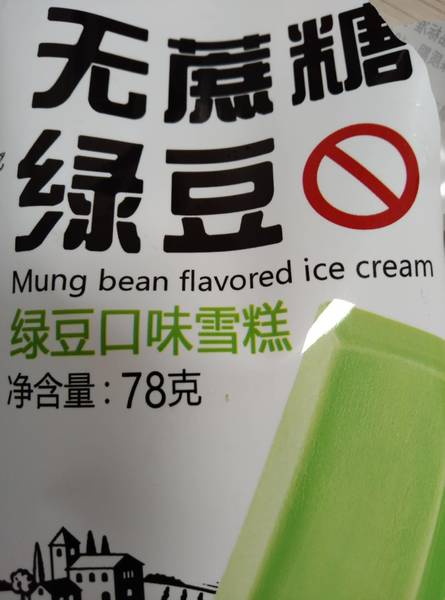 无蔗糖
绿豆
Mung bean flavored ice cream
绿豆口味雪糕
净含量：78克